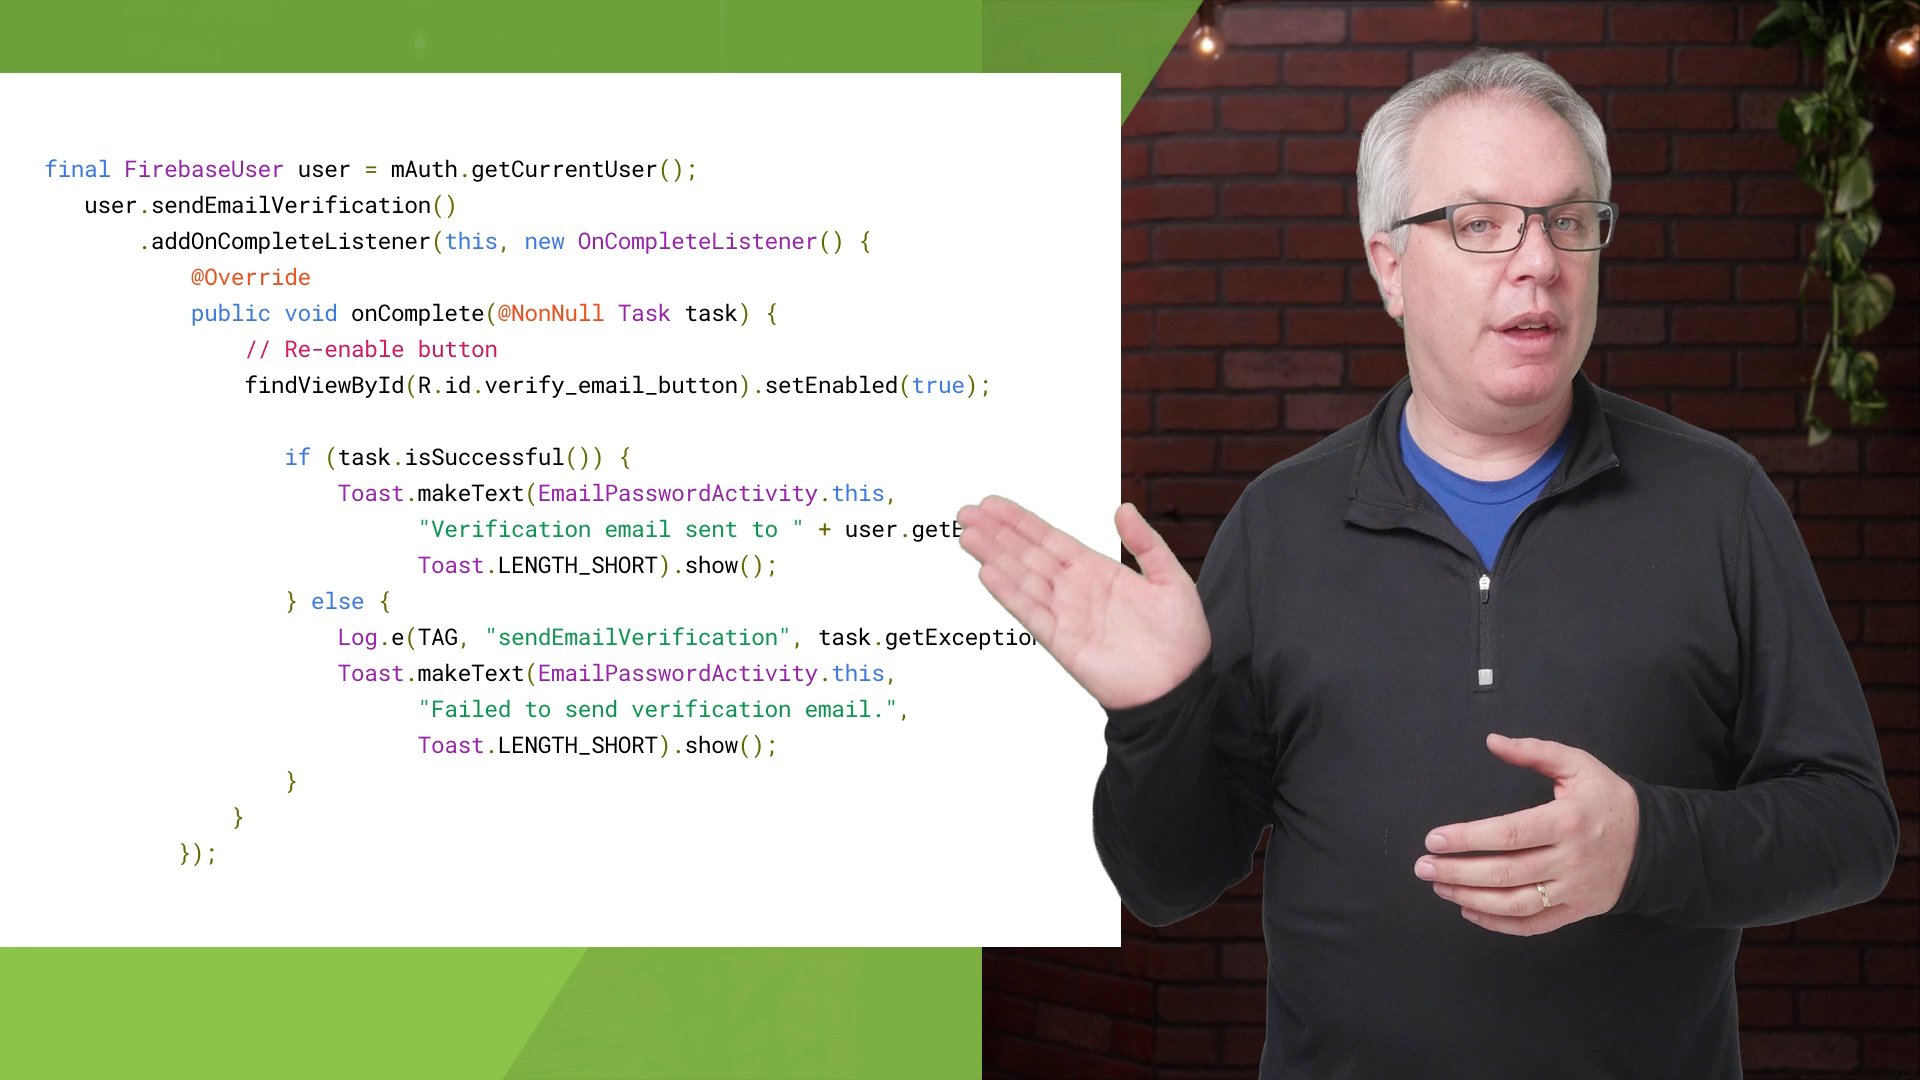 final FirebaseUser user = mAuth.getCurrentUser();
user.sendEmailVerification()
.addOnCompleteListener(this, new OnCompleteListener() {
@Override
public void onComplete(@NonNull Task task) {
// Re-enable button
findViewById(R.id.verify_email_button).setEnabled(true);
if (task.isSuccessful()) {
Toast.makeText(EmailPasswordActivity.this,
"Verification email sent to " + user.get
Toast.LENGTH_SHORT).show();
} else {
Log.e(TAG, "sendEmailVerification", task.getException
Toast.makeText(EmailPasswordActivity.this,
"Failed to send verification email.",
Toast.LENGTH_SHORT).show();
}
}
});